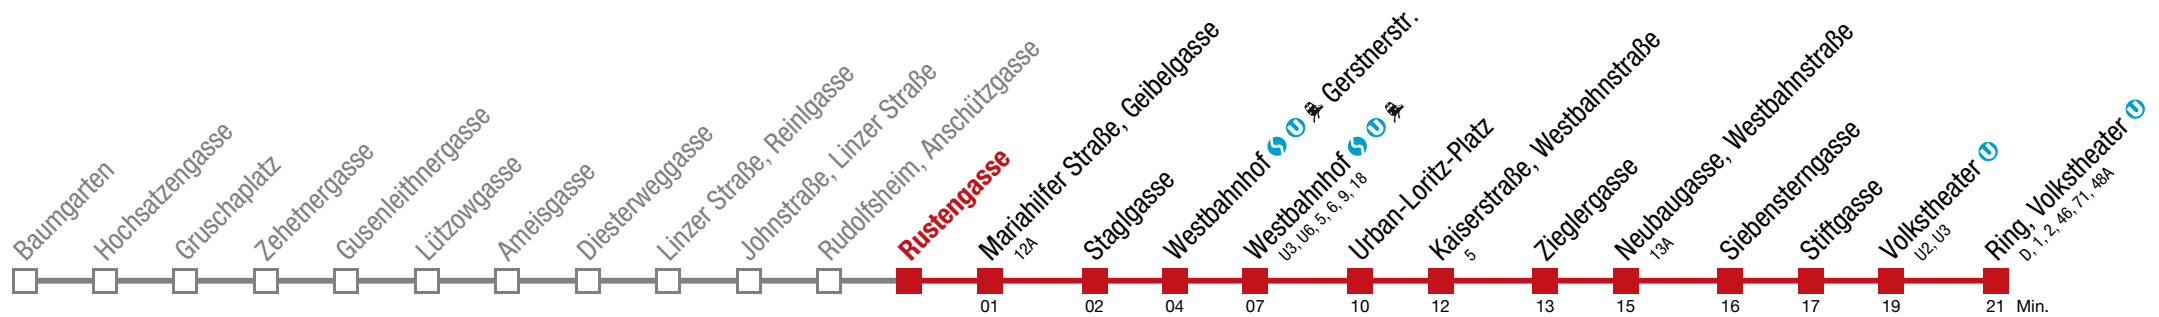 Baumgarten
Hochsatzengasse
Gruschaplatz
Zehetnergasse
Gusenleithnergasse
Lützowgasse
Ameisgasse
Diesterweggasse
Linzer Straße, Reinlgasse
Johnstraße, Linzer Straße
Rudolfsheim, Anschützgasse
Rustengasse
Mariahilfer Straße, Geibelgasse
12A
Staglgasse
Westbahnhof S U Gerstnerstr.
Westbahnhof S U
U3, U6, 5, 6, 9, 18
Urban-Loritz-Platz
Kaiserstraße, Westbahnstraße
5
Zieglergasse
Neubaugasse, Westbahnstraße
13A
Siebensterngasse
Stiftgasse
Volkstheater U
U2, U3
Ring, Volkstheater U
D, 1, 2, 46, 71, 48A
01 02 04 07 10 12 13 15 16 17 19 21 Min.